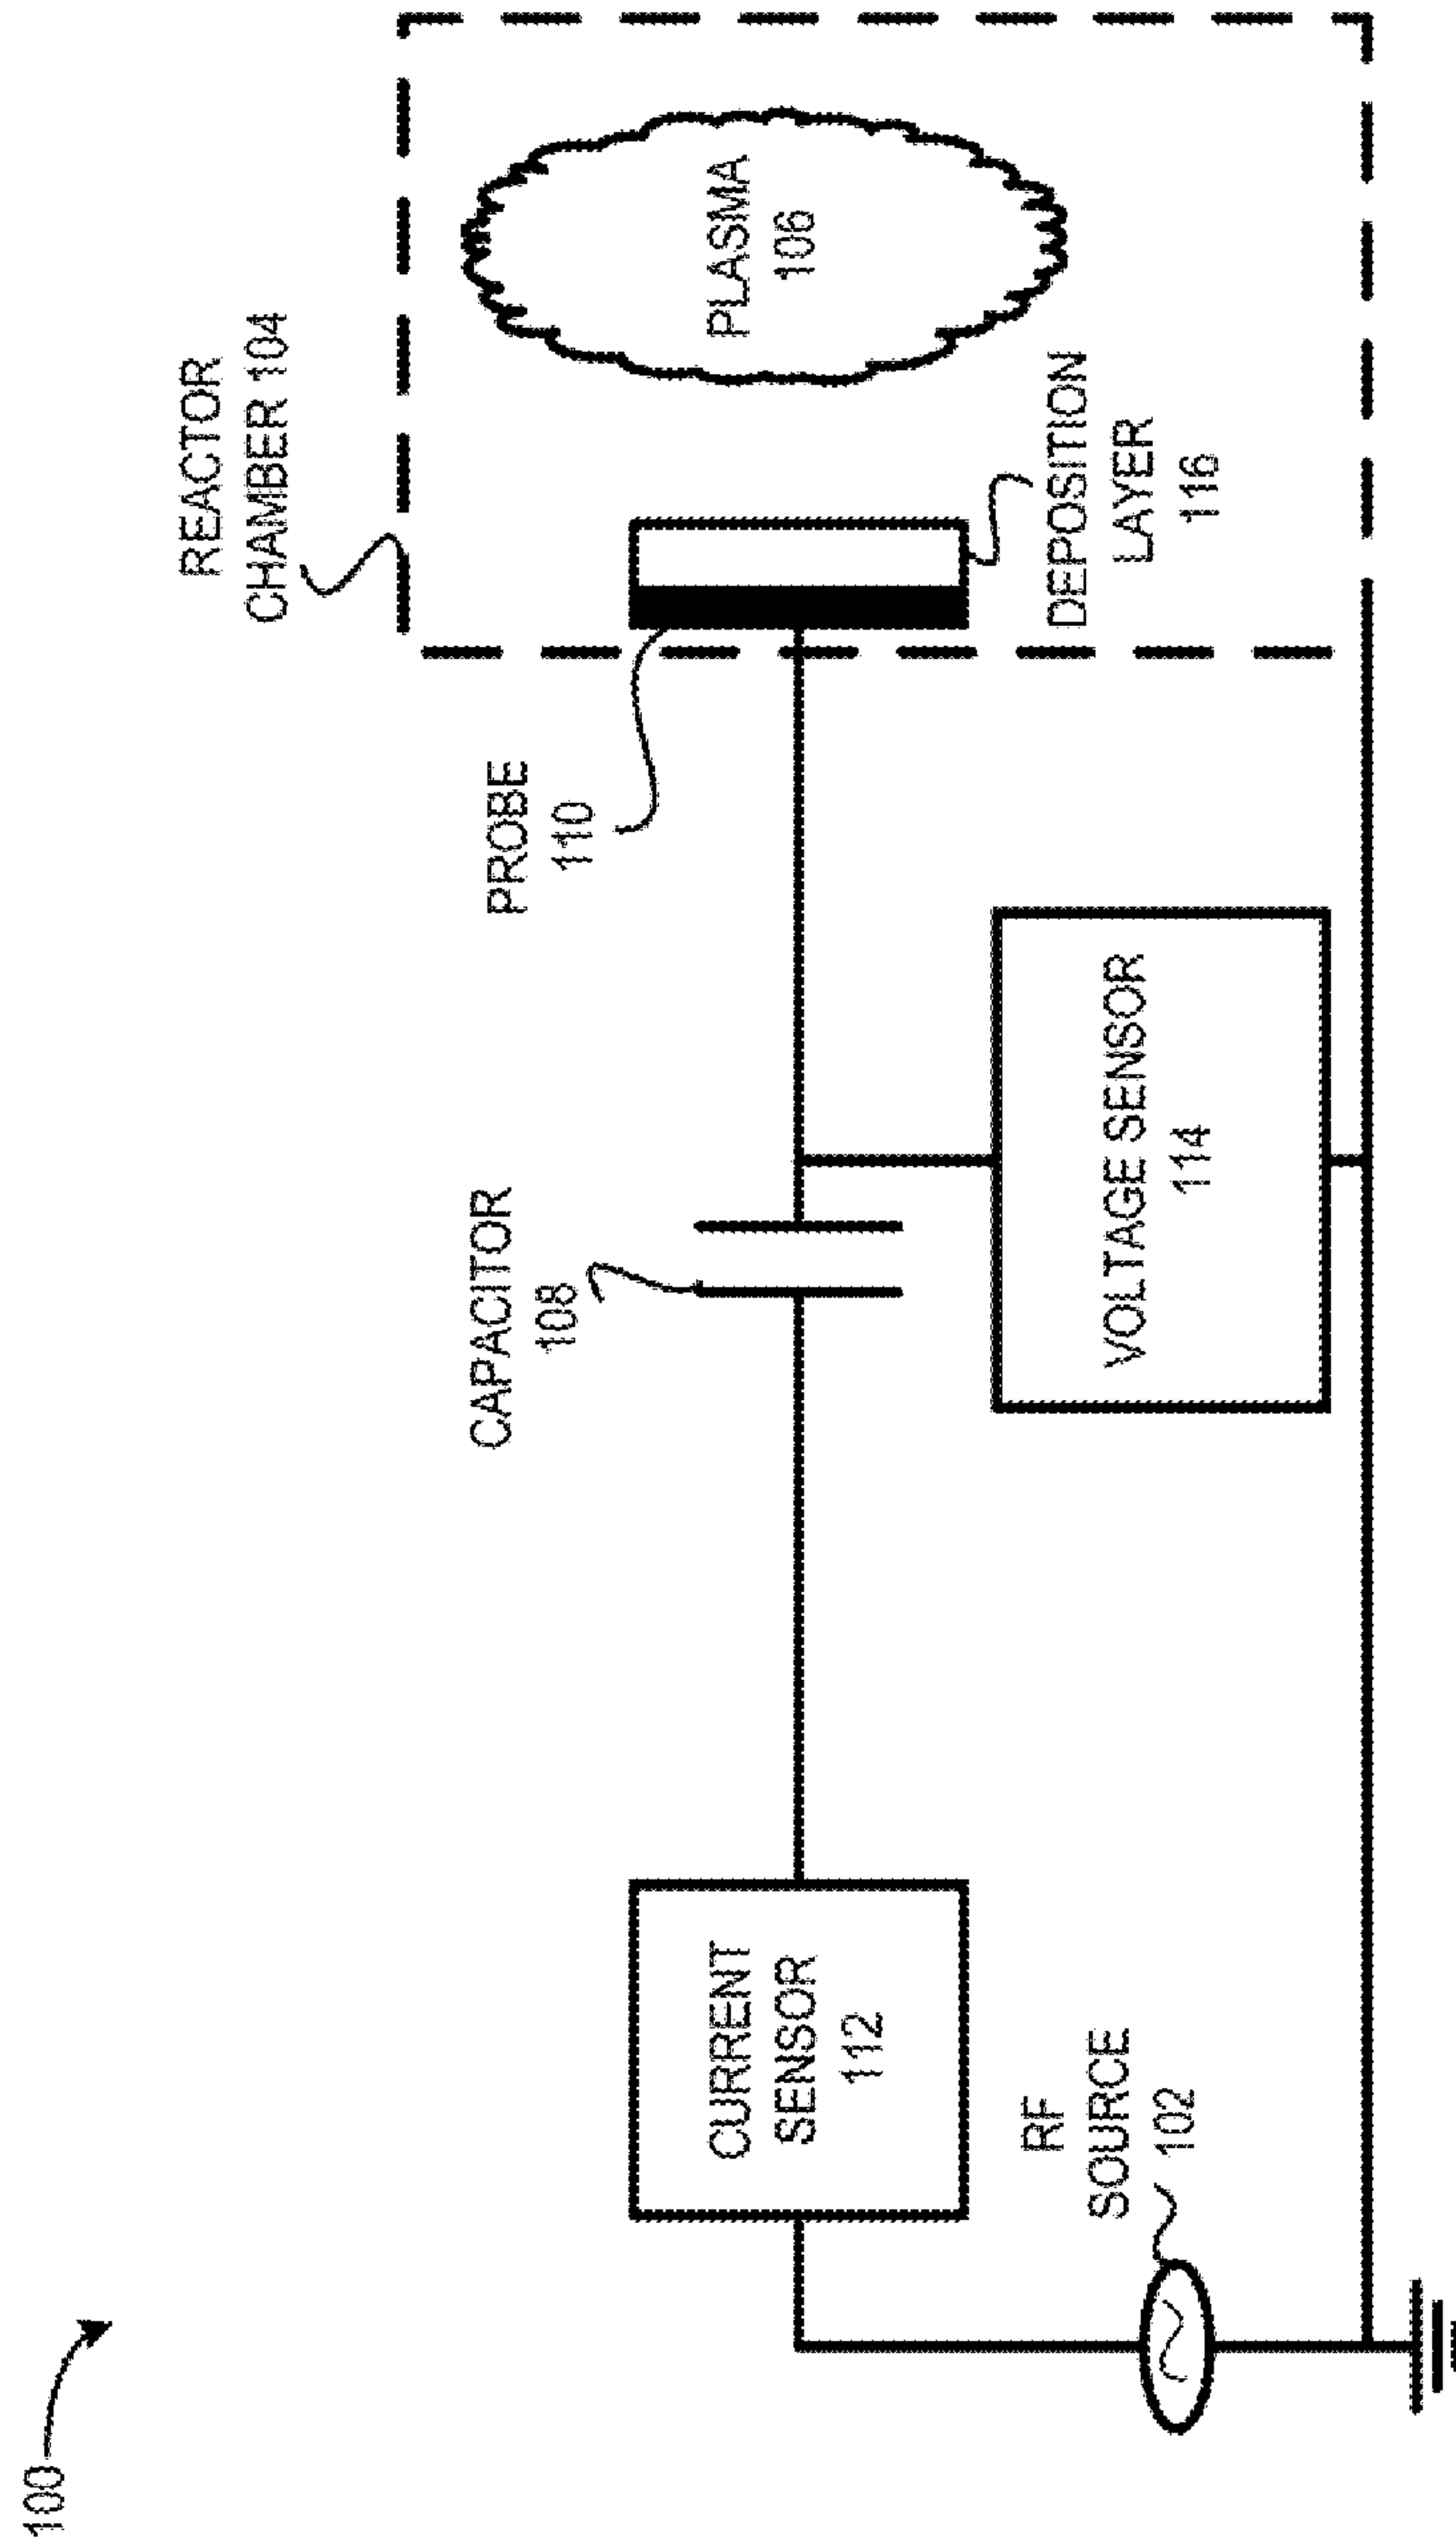 100
REACTOR
CHAMBER 104
PROBE
110
CAPACITOR
108
PLASMA
106
CURRENT
SENSOR
112
RF
SOURCE
102
VOLTAGE SENSOR
114
DEPOSITION
LAYER
116